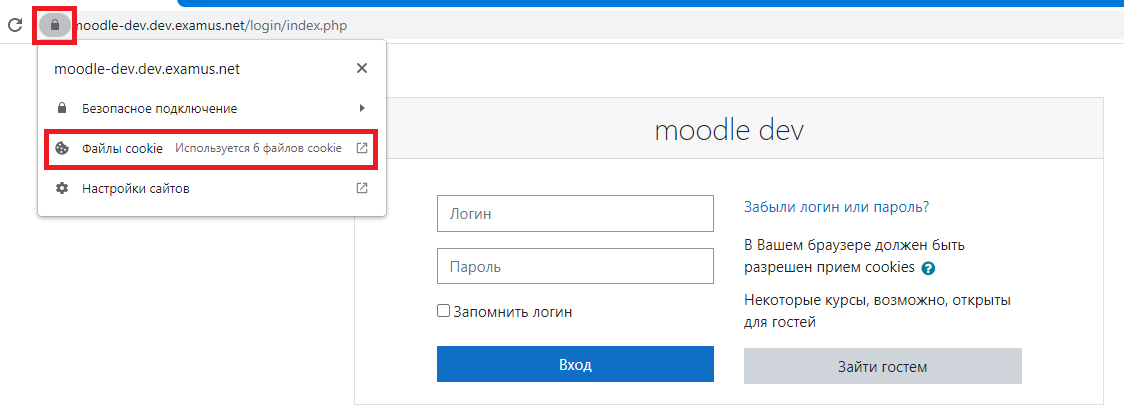 moodle-dev.dev.examus.net/login/index.php
moodle-dev.dev.examus.net
Безопасное подключение
Файлы cookie Используется 6 файлов cookie
Настройки сайтов
moodle dev
Логин
Пароль
Запомнить логин
Вход
Забыли логин или пароль?
В Вашем браузере должен быть
разрешен прием cookies
Некоторые курсы, возможно, открыты
для гостей
Зайти гостем